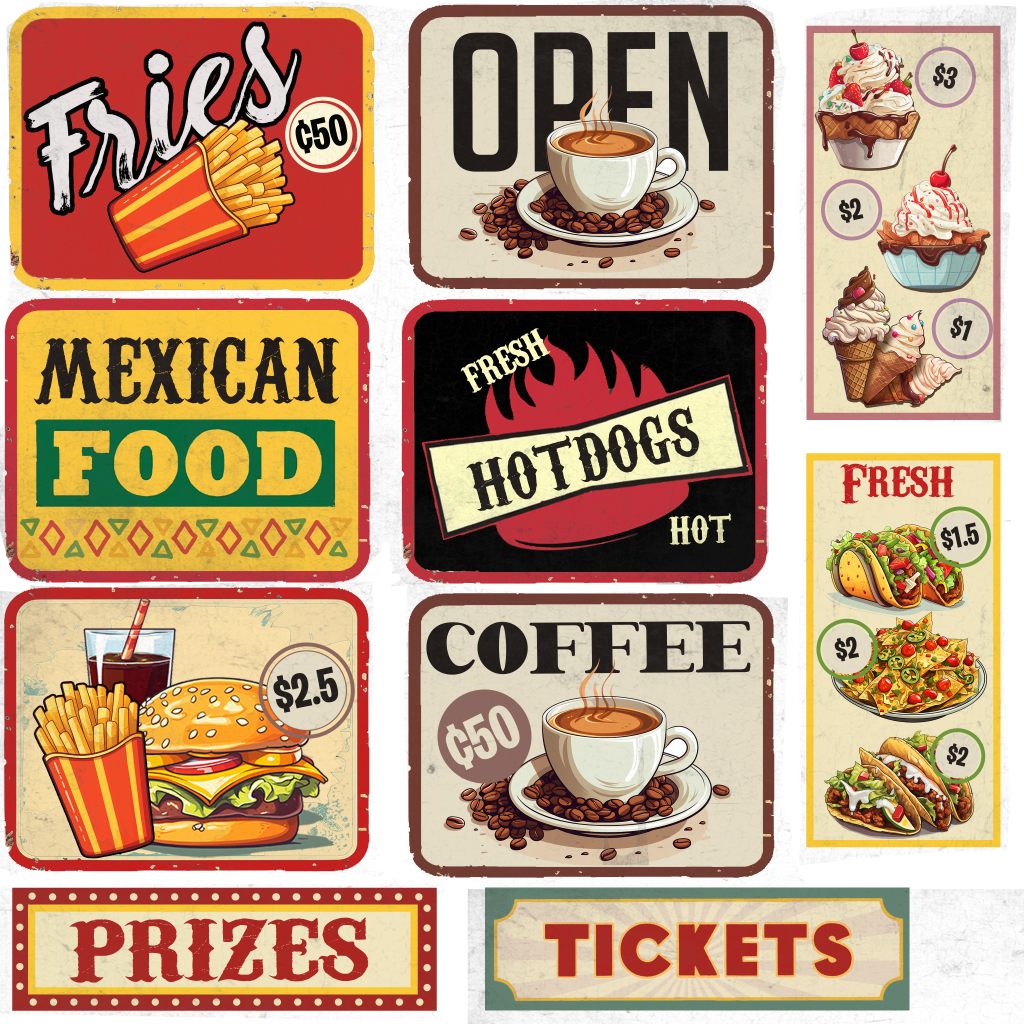 Fries
₵50
OPEN
$3
$2
$1
MEXICAN
FOOD
FRESH
HOTDOGS
HOT
FRESH
$1.5
$2
$2
$2.5
COFFEE
₵50
PRIZES
TICKETS